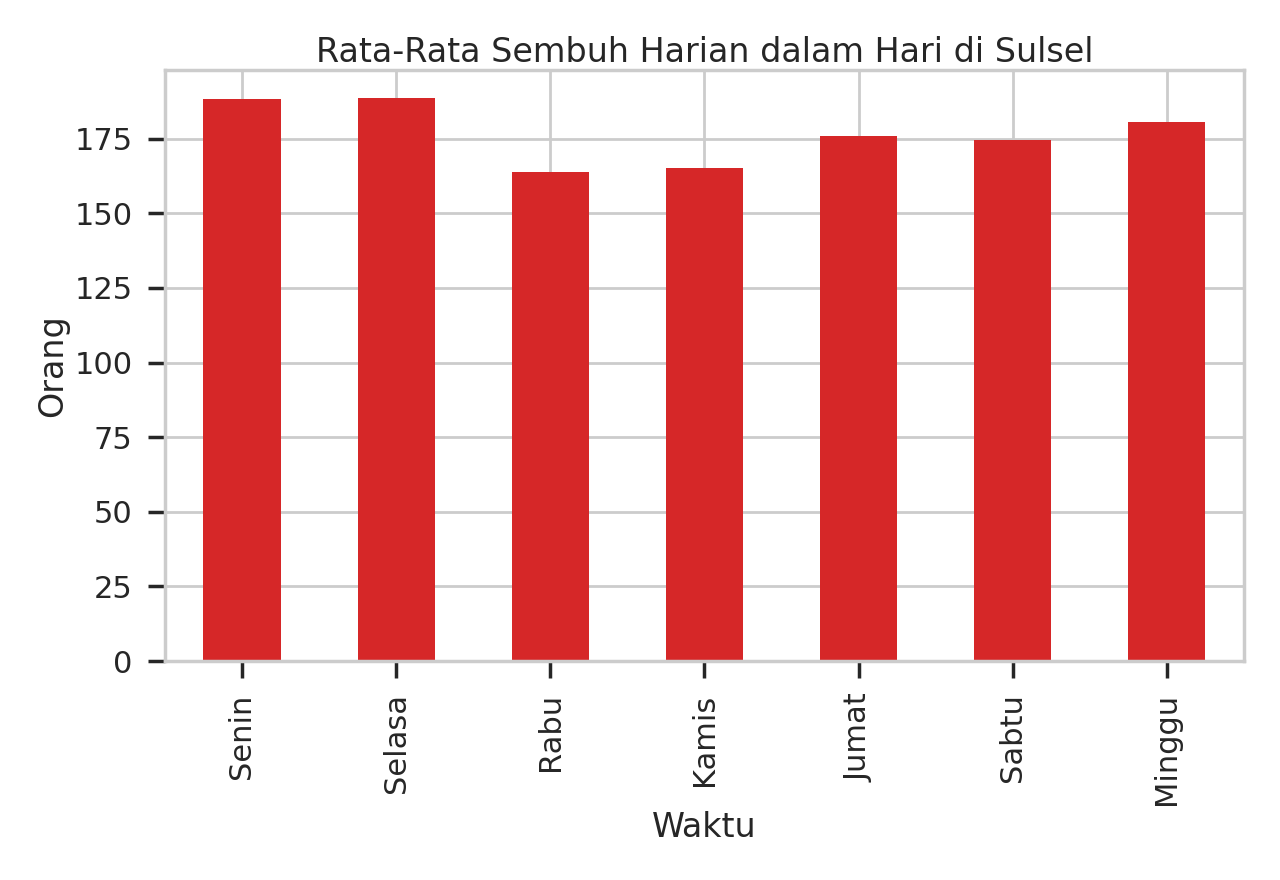 Rata-Rata Sembuh Harian dalam Hari di Sulsel
Orang
175
150
125
100
75
50
25
0
Senin
Selasa
Rabu
Kamis
Jumat
Sabtu
Minggu
Waktu